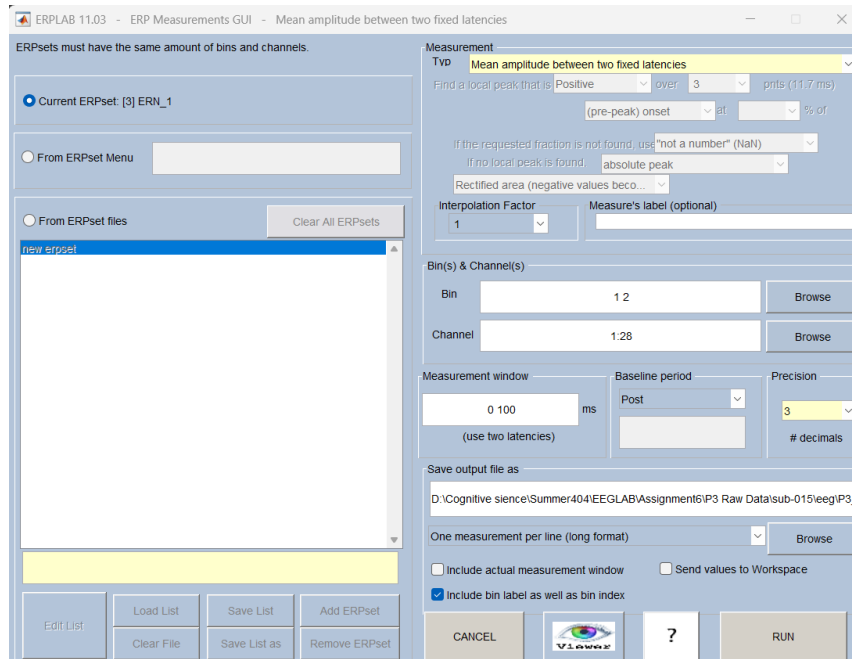 ERPLAB 11.03 - ERP Measurements GUI - Mean amplitude between two fixed latencies
ERPsets must have the same amount of bins and channels.
Current ERPset: [3] ERN_1
From ERPset Menu
From ERPset files
Clear All ERPsets
new erpset
Edit List
Load List
Save List
Add ERPset
Clear File
Save List as
Remove ERPset
Measurement
Typ Mean amplitude between two fixed latencies
Find a local peak that is Positive over 3 pnts (11.7 ms)
(pre-peak) onset at % of
If the requested fraction is not found, use "not a number" (NaN)
If no local peak is found, absolute peak
Rectified area (negative values beco...
Interpolation Factor
1
Measure's label (optional)
Bin(s) & Channel(s)
Bin 1 2 Browse
Channel 1:28 Browse
Measurement window
0 100 ms
(use two latencies)
Baseline period
Post
Precision
3
# decimals
Save output file as
D:\Cognitive sience\Summer404\EEGLAB\Assignment6\P3 Raw Data\sub-015\eeg\P3_
One measurement per line (long format) Browse
Include actual measurement window Send values to Workspace
Include bin label as well as bin index
CANCEL Viewer ? RUN